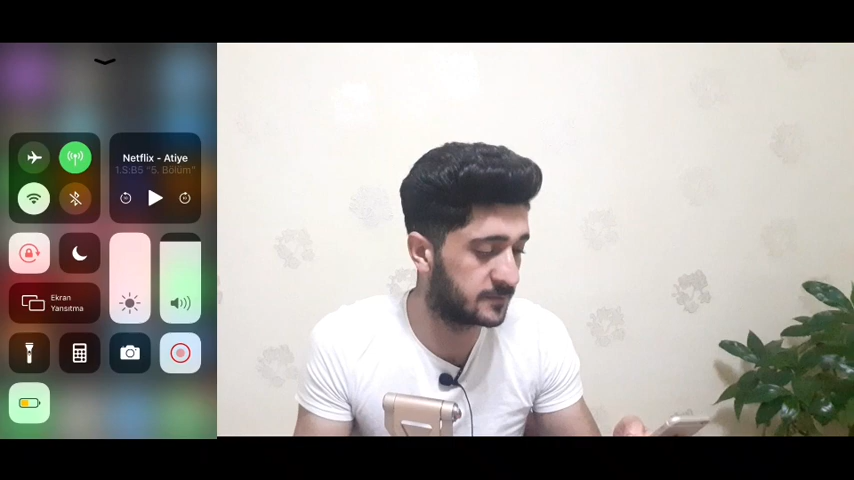 Netflix - Atiye
1.S:B5 "5. Bölüm"
Ekran
Yansıtma